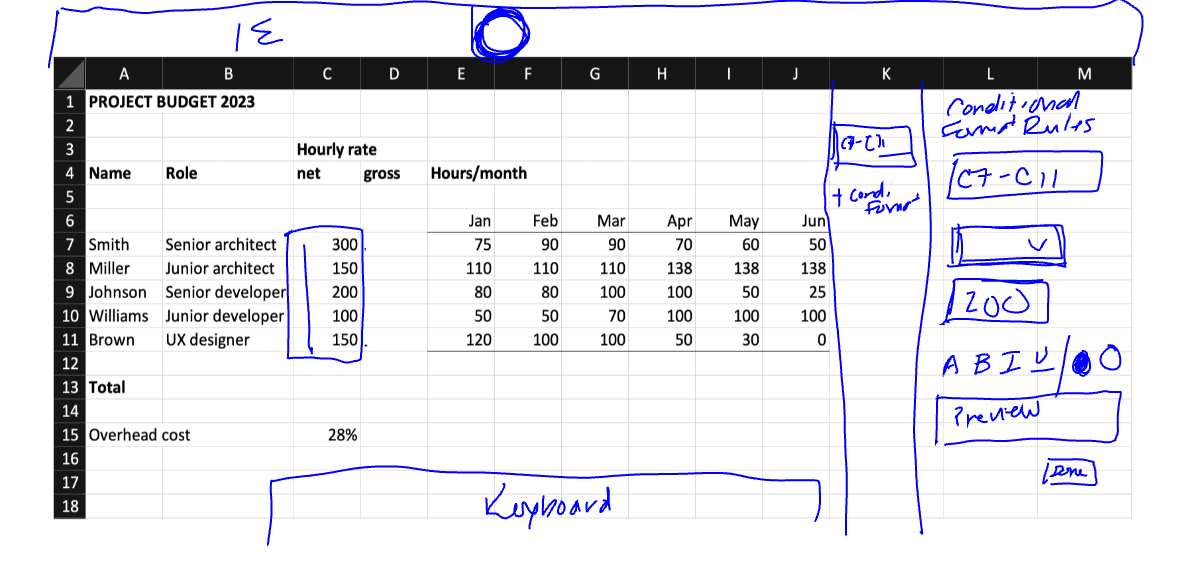 A B C D E F G H I J K L M
1 PROJECT BUDGET 2023
2
3 Hourly rate
4 Name Role net gross Hours/month
5
6 Jan Feb Mar Apr May Jun
7 Smith Senior architect 300 75 90 90 70 60 50
8 Miller Junior architect 150 110 110 110 138 138 138
9 Johnson Senior developer 200 80 80 100 100 50 25
10 Williams Junior developer 100 50 50 70 100 100 100
11 Brown UX designer 150 120 100 100 50 30 0
12
13 Total
14
15 Overhead cost 28%
16
17
18
Keyboard
C7-C11
+ Cond.
Format
Conditional
Format Rules
C7-C11
200
A B I U
Preview
Done